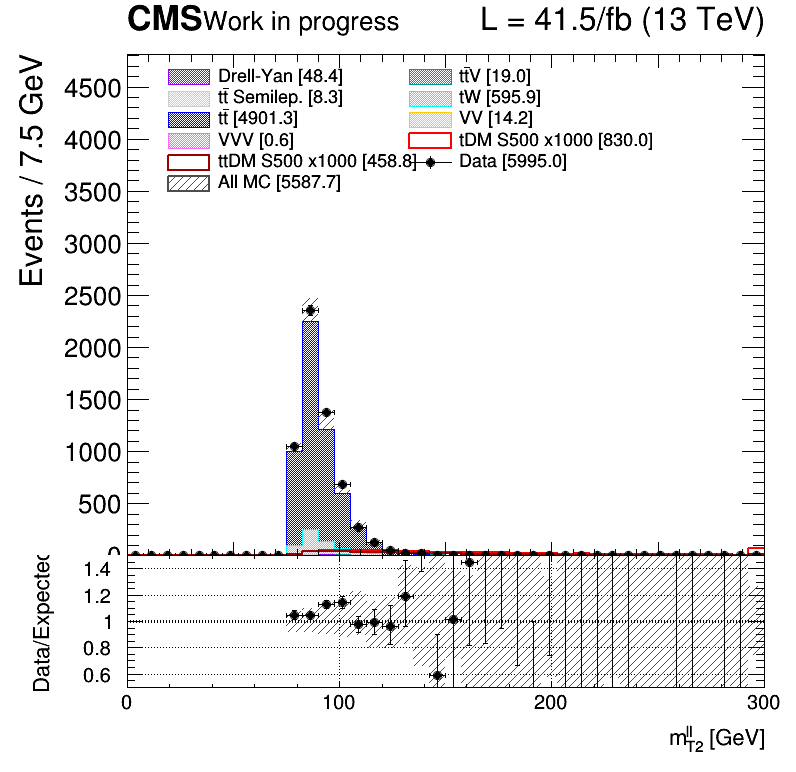 CMS Work in progress L = 41.5/fb (13 TeV)
Events / 7.5 GeV
4500
4000
3500
3000
2500
2000
1500
1000
500
0
Drell-Yan [48.4]
tt̄V [19.0]
tt̄ Semilep. [8.3]
tW [595.9]
tt̄ [4901.3]
VV [14.2]
VVV [0.6]
tDM S500 x1000 [830.0]
ttDM S500 x1000 [458.8]
Data [5995.0]
All MC [5587.7]
Data/Expected
1.4
1.2
1
0.8
0.6
0 100 200 300
m_T2^ll [GeV]